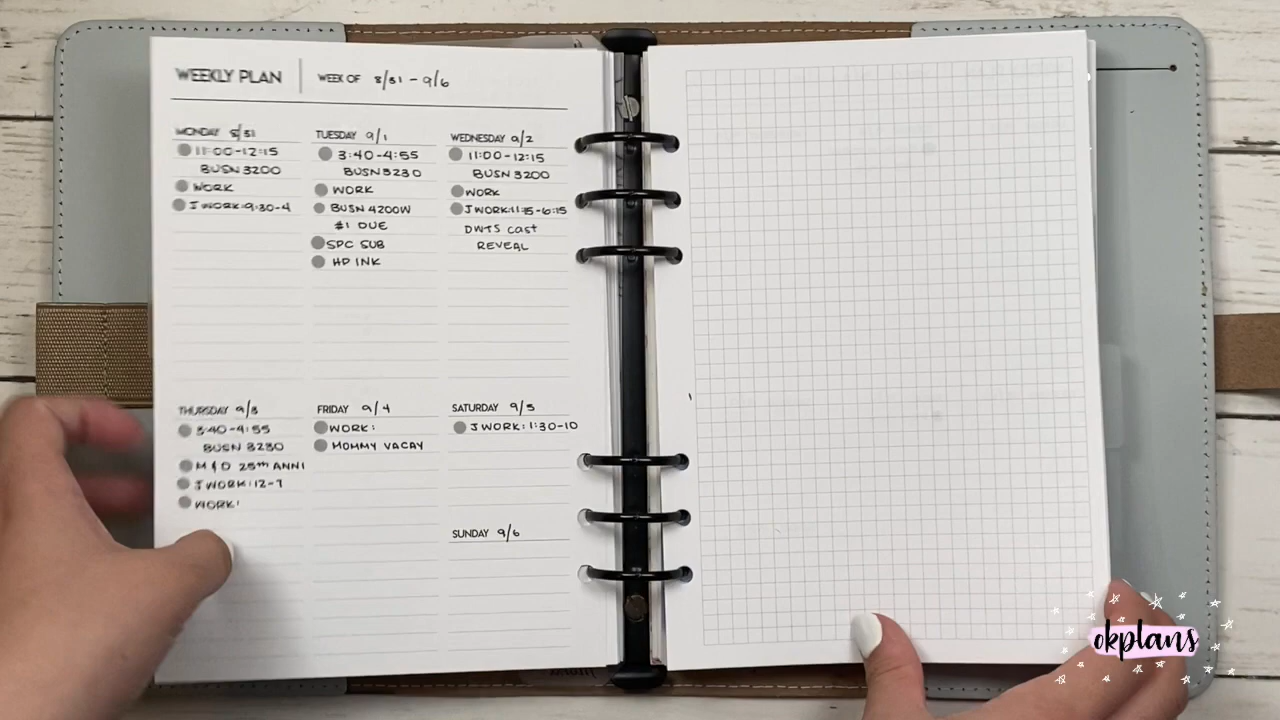 WEEKLY PLAN
WEEK OF 8/31 - 9/6
MONDAY 8/31
11:00-12:15
BUSN 3200
WORK
J WORK: 9:30-4
TUESDAY 9/1
3:40-4:55
BUSN 3230
WORK
BUSN 4200W
#1 DUE
SPC SUB
HP INK
WEDNESDAY 9/2
11:00-12:15
BUSN 3200
WORK
J WORK: -6:15
DWTS cast
REVEAL
THURSDAY 9/3
3:40-4:55
BUSN 3230
M & D 25TH ANNI
J WORK: 12-7
WORK:
FRIDAY 9/4
WORK:
MOMMY VACAY
SATURDAY 9/5
J WORK: 1:30-10
SUNDAY 9/6
okplans